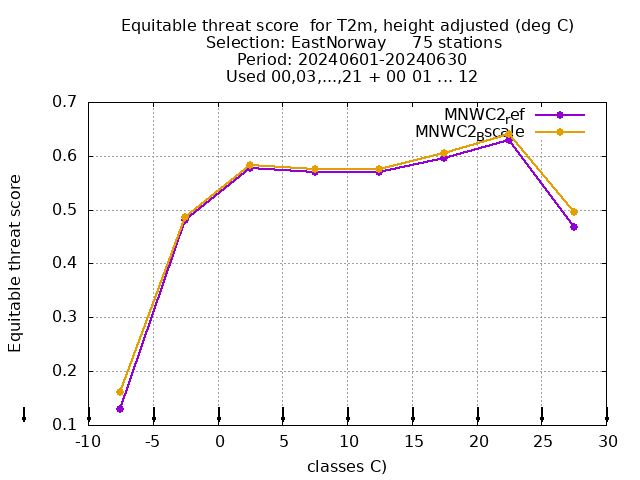 Equitable threat score  for T2m, height adjusted (deg C)
Selection: EastNorway     75 stations
Period: 20240601-20240630
Used 00,03,...,21 + 00 01 ... 12
MNWC2ref
MNWC2Bscale
0.7
0.6
0.5
0.4
0.3
0.2
0.1
Equitable threat score
-10 -5 0 5 10 15 20 25 30
classes C)